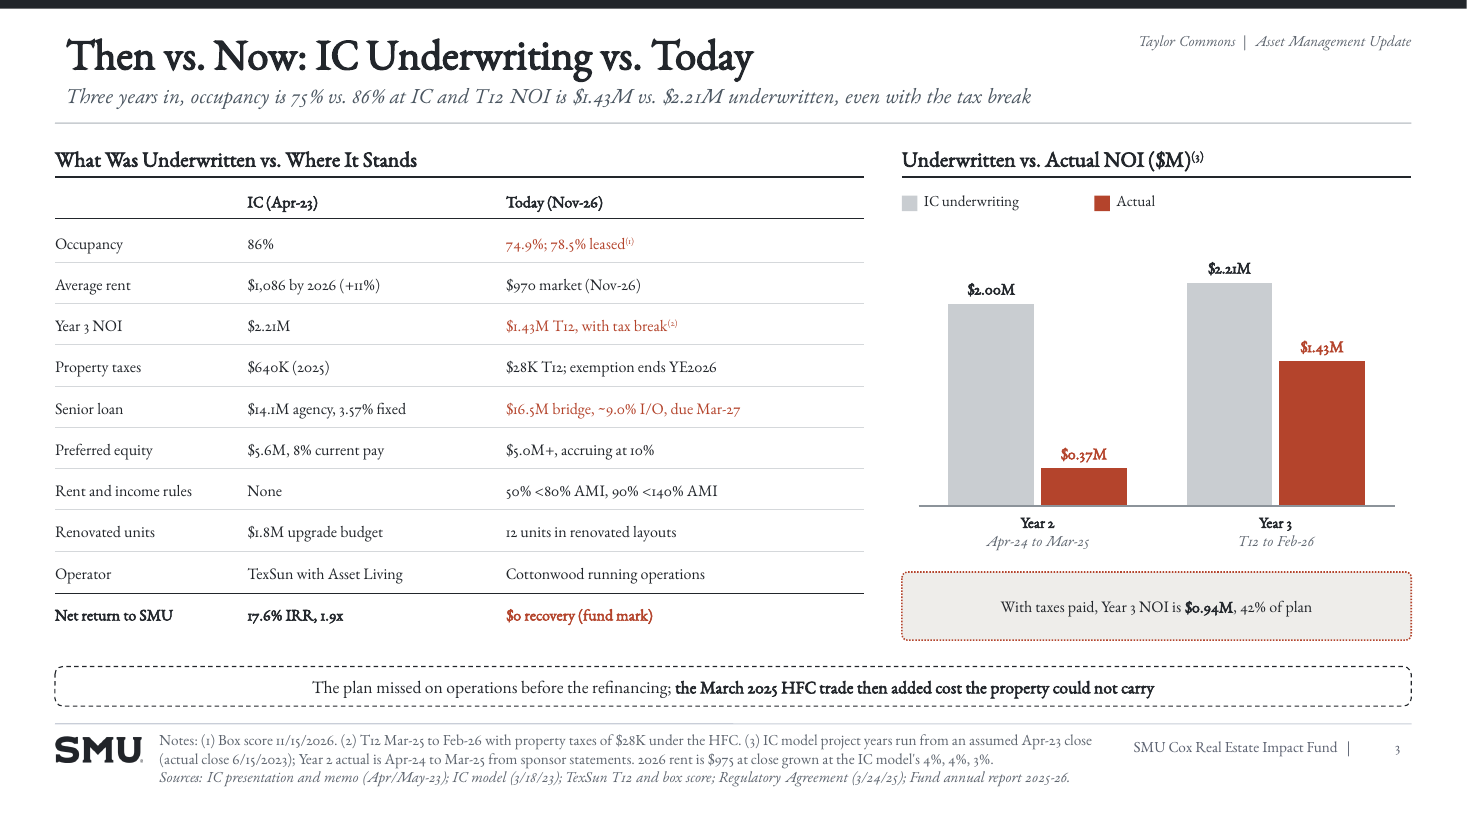 Then vs. Now: IC Underwriting vs. Today
Taylor Commons | Asset Management Update
Three years in, occupancy is 75% vs. 86% at IC and T12 NOI is $1.43M vs. $2.21M underwritten, even with the tax break
What Was Underwritten vs. Where It Stands
IC (Apr-23) Today (Nov-26)
Occupancy 86% 74.9%; 78.5% leased(1)
Average rent $1,086 by 2026 (+11%) $970 market (Nov-26)
Year 3 NOI $2.21M $1.43M T12, with tax break(2)
Property taxes $640K (2025) $28K T12; exemption ends YE2026
Senior loan $14.1M agency, 3.57% fixed $16.5M bridge, ~9.0% I/O, due Mar-27
Preferred equity $5.6M, 8% current pay $5.0M+, accruing at 10%
Rent and income rules None 50% <80% AMI, 90% <140% AMI
Renovated units $1.8M upgrade budget 12 units in renovated layouts
Operator TexSun with Asset Living Cottonwood running operations
Net return to SMU 17.6% IRR, 1.9x $0 recovery (fund mark)
Underwritten vs. Actual NOI ($M)(3)
IC underwriting Actual
$2.00M
$0.37M
$2.21M
$1.43M
Year 2
Apr-24 to Mar-25
Year 3
T12 to Feb-26
With taxes paid, Year 3 NOI is $0.94M, 42% of plan
The plan missed on operations before the refinancing; the March 2025 HFC trade then added cost the property could not carry
SMU
Notes: (1) Box score 11/15/2026. (2) T12 Mar-25 to Feb-26 with property taxes of $28K under the HFC. (3) IC model project years run from an assumed Apr-23 close
(actual close 6/15/2023); Year 2 actual is Apr-24 to Mar-25 from sponsor statements. 2026 rent is $975 at close grown at the IC model's 4%, 4%, 3%.
Sources: IC presentation and memo (Apr/May-23); IC model (3/18/23); TexSun T12 and box score; Regulatory Agreement (3/24/25); Fund annual report 2025-26.
SMU Cox Real Estate Impact Fund | 3